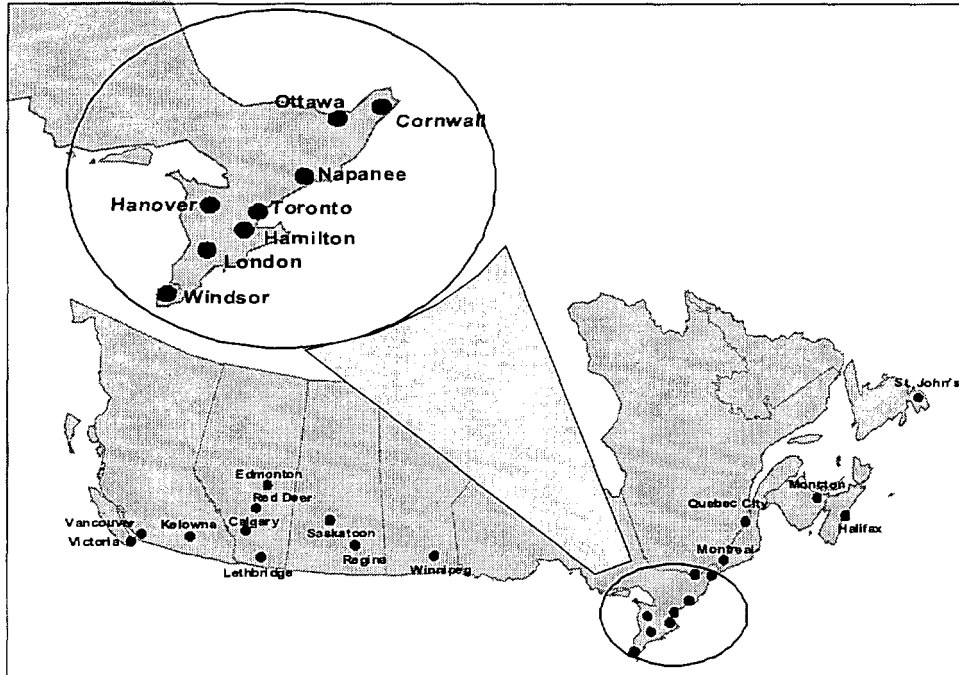 Ottawa
Cornwall
Napanee
Hanover
Toronto
Hamilton
London
Windsor
St. John's
Edmonton
Moncton
Red Deer
Quebec City
Vancouver
Kelowna
Calgary
Halifax
Victoria
Saskatoon
Montreal
Regina
Winnipeg
Lethbridge